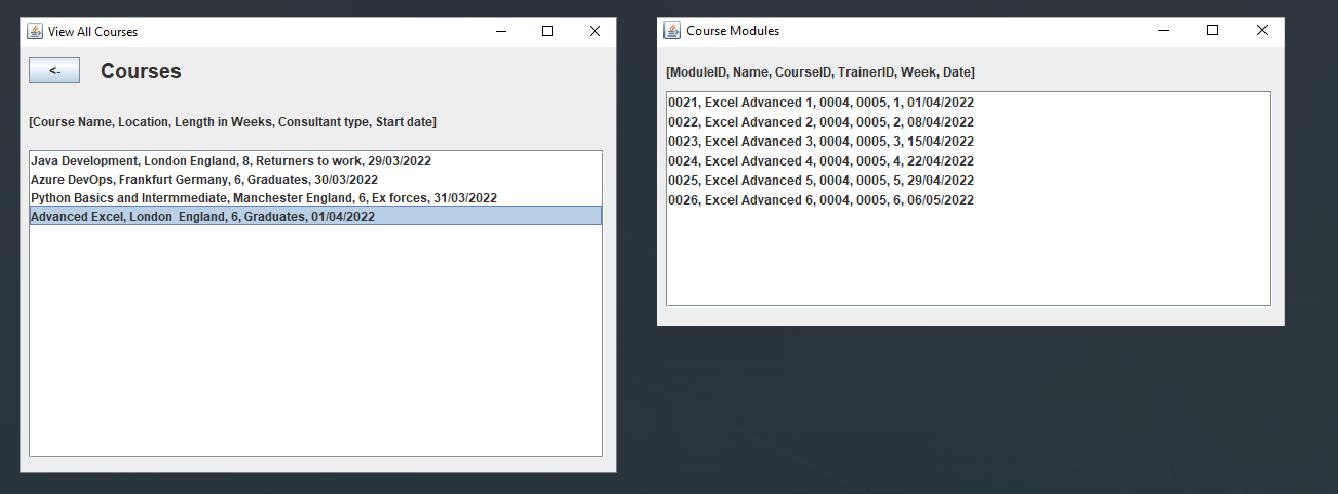 View All Courses
<- Courses
[Course Name, Location, Length in Weeks, Consultant type, Start date]
Java Development, London England, 8, Returners to work, 29/03/2022
Azure DevOps, Frankfurt Germany, 6, Graduates, 30/03/2022
Python Basics and Intermmediate, Manchester England, 6, Ex forces, 31/03/2022
Advanced Excel, London  England, 6, Graduates, 01/04/2022
Course Modules
[ModuleID, Name, CourseID, TrainerID, Week, Date]
0021, Excel Advanced 1, 0004, 0005, 1, 01/04/2022
0022, Excel Advanced 2, 0004, 0005, 2, 08/04/2022
0023, Excel Advanced 3, 0004, 0005, 3, 15/04/2022
0024, Excel Advanced 4, 0004, 0005, 4, 22/04/2022
0025, Excel Advanced 5, 0004, 0005, 5, 29/04/2022
0026, Excel Advanced 6, 0004, 0005, 6, 06/05/2022